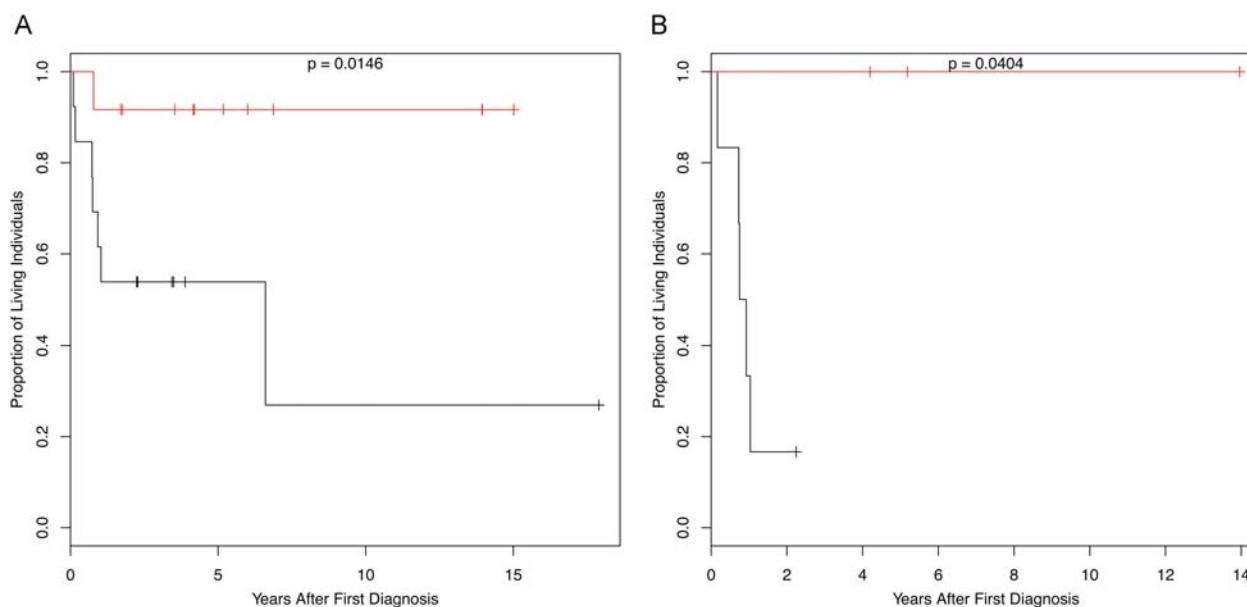 A
p = 0.0146
Proportion of Living Individuals
1.0
0.8
0.6
0.4
0.2
0.0
0 5 10 15
Years After First Diagnosis
B
p = 0.0404
Proportion of Living Individuals
1.0
0.8
0.6
0.4
0.2
0.0
0 2 4 6 8 10 12 14
Years After First Diagnosis